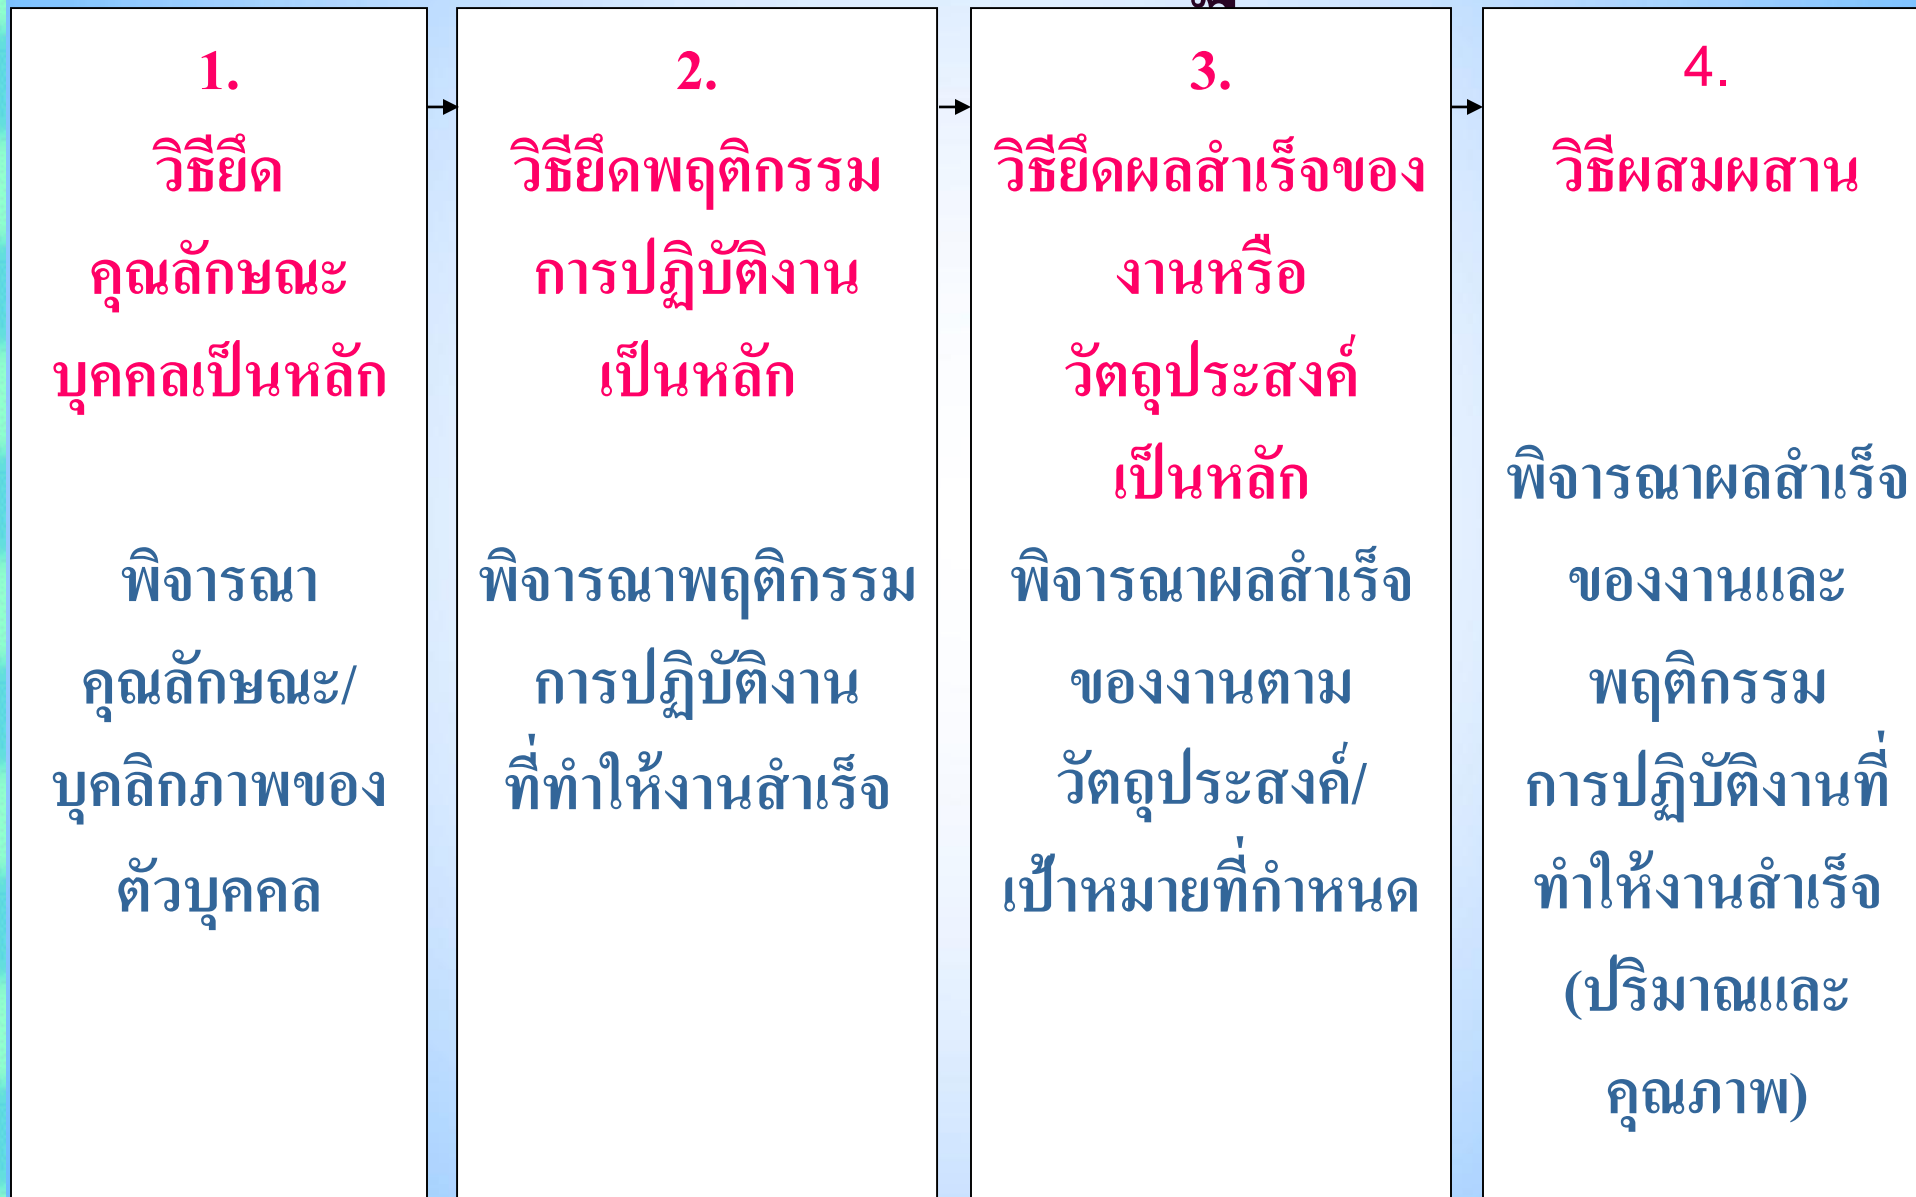 1.
วิธียึด
คุณลักษณะ
บุคคลเป็นหลัก
พิจารณา
คุณลักษณะ/
บุคลิกภาพของ
ตัวบุคคล
2.
วิธียึดพฤติกรรม
การปฏิบัติงาน
เป็นหลัก
พิจารณาพฤติกรรม
การปฏิบัติงาน
ที่ทำให้งานสำเร็จ
3.
วิธียึดผลสำเร็จของ
งานหรือ
วัตถุประสงค์
เป็นหลัก
พิจารณาผลสำเร็จ
ของงานตาม
วัตถุประสงค์/
เป้าหมายที่กำหนด
4.
วิธีผสมผสาน
พิจารณาผลสำเร็จ
ของงานและ
พฤติกรรม
การปฏิบัติงานที่
ทำให้งานสำเร็จ
(ปริมาณและ
คุณภาพ)